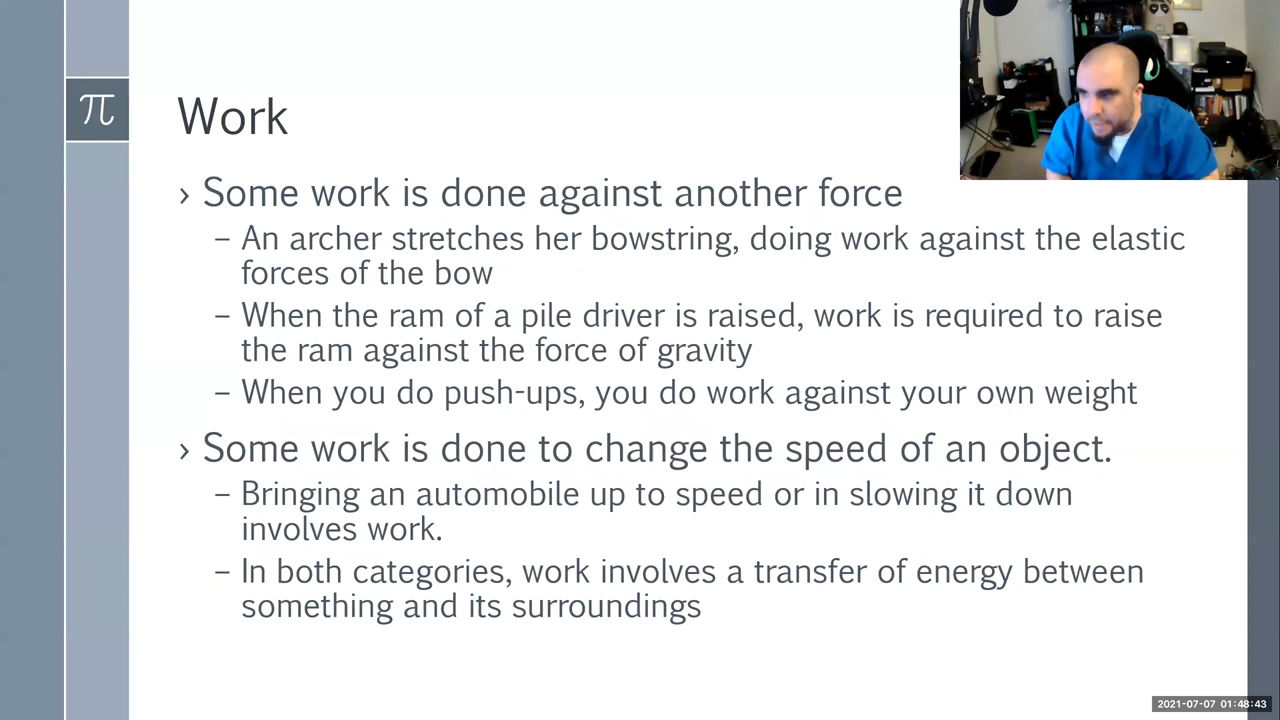 π
Work
› Some work is done against another force
– An archer stretches her bowstring, doing work against the elastic
forces of the bow
– When the ram of a pile driver is raised, work is required to raise
the ram against the force of gravity
– When you do push-ups, you do work against your own weight
› Some work is done to change the speed of an object.
– Bringing an automobile up to speed or in slowing it down
involves work.
– In both categories, work involves a transfer of energy between
something and its surroundings
2021-07-07 01:48:43